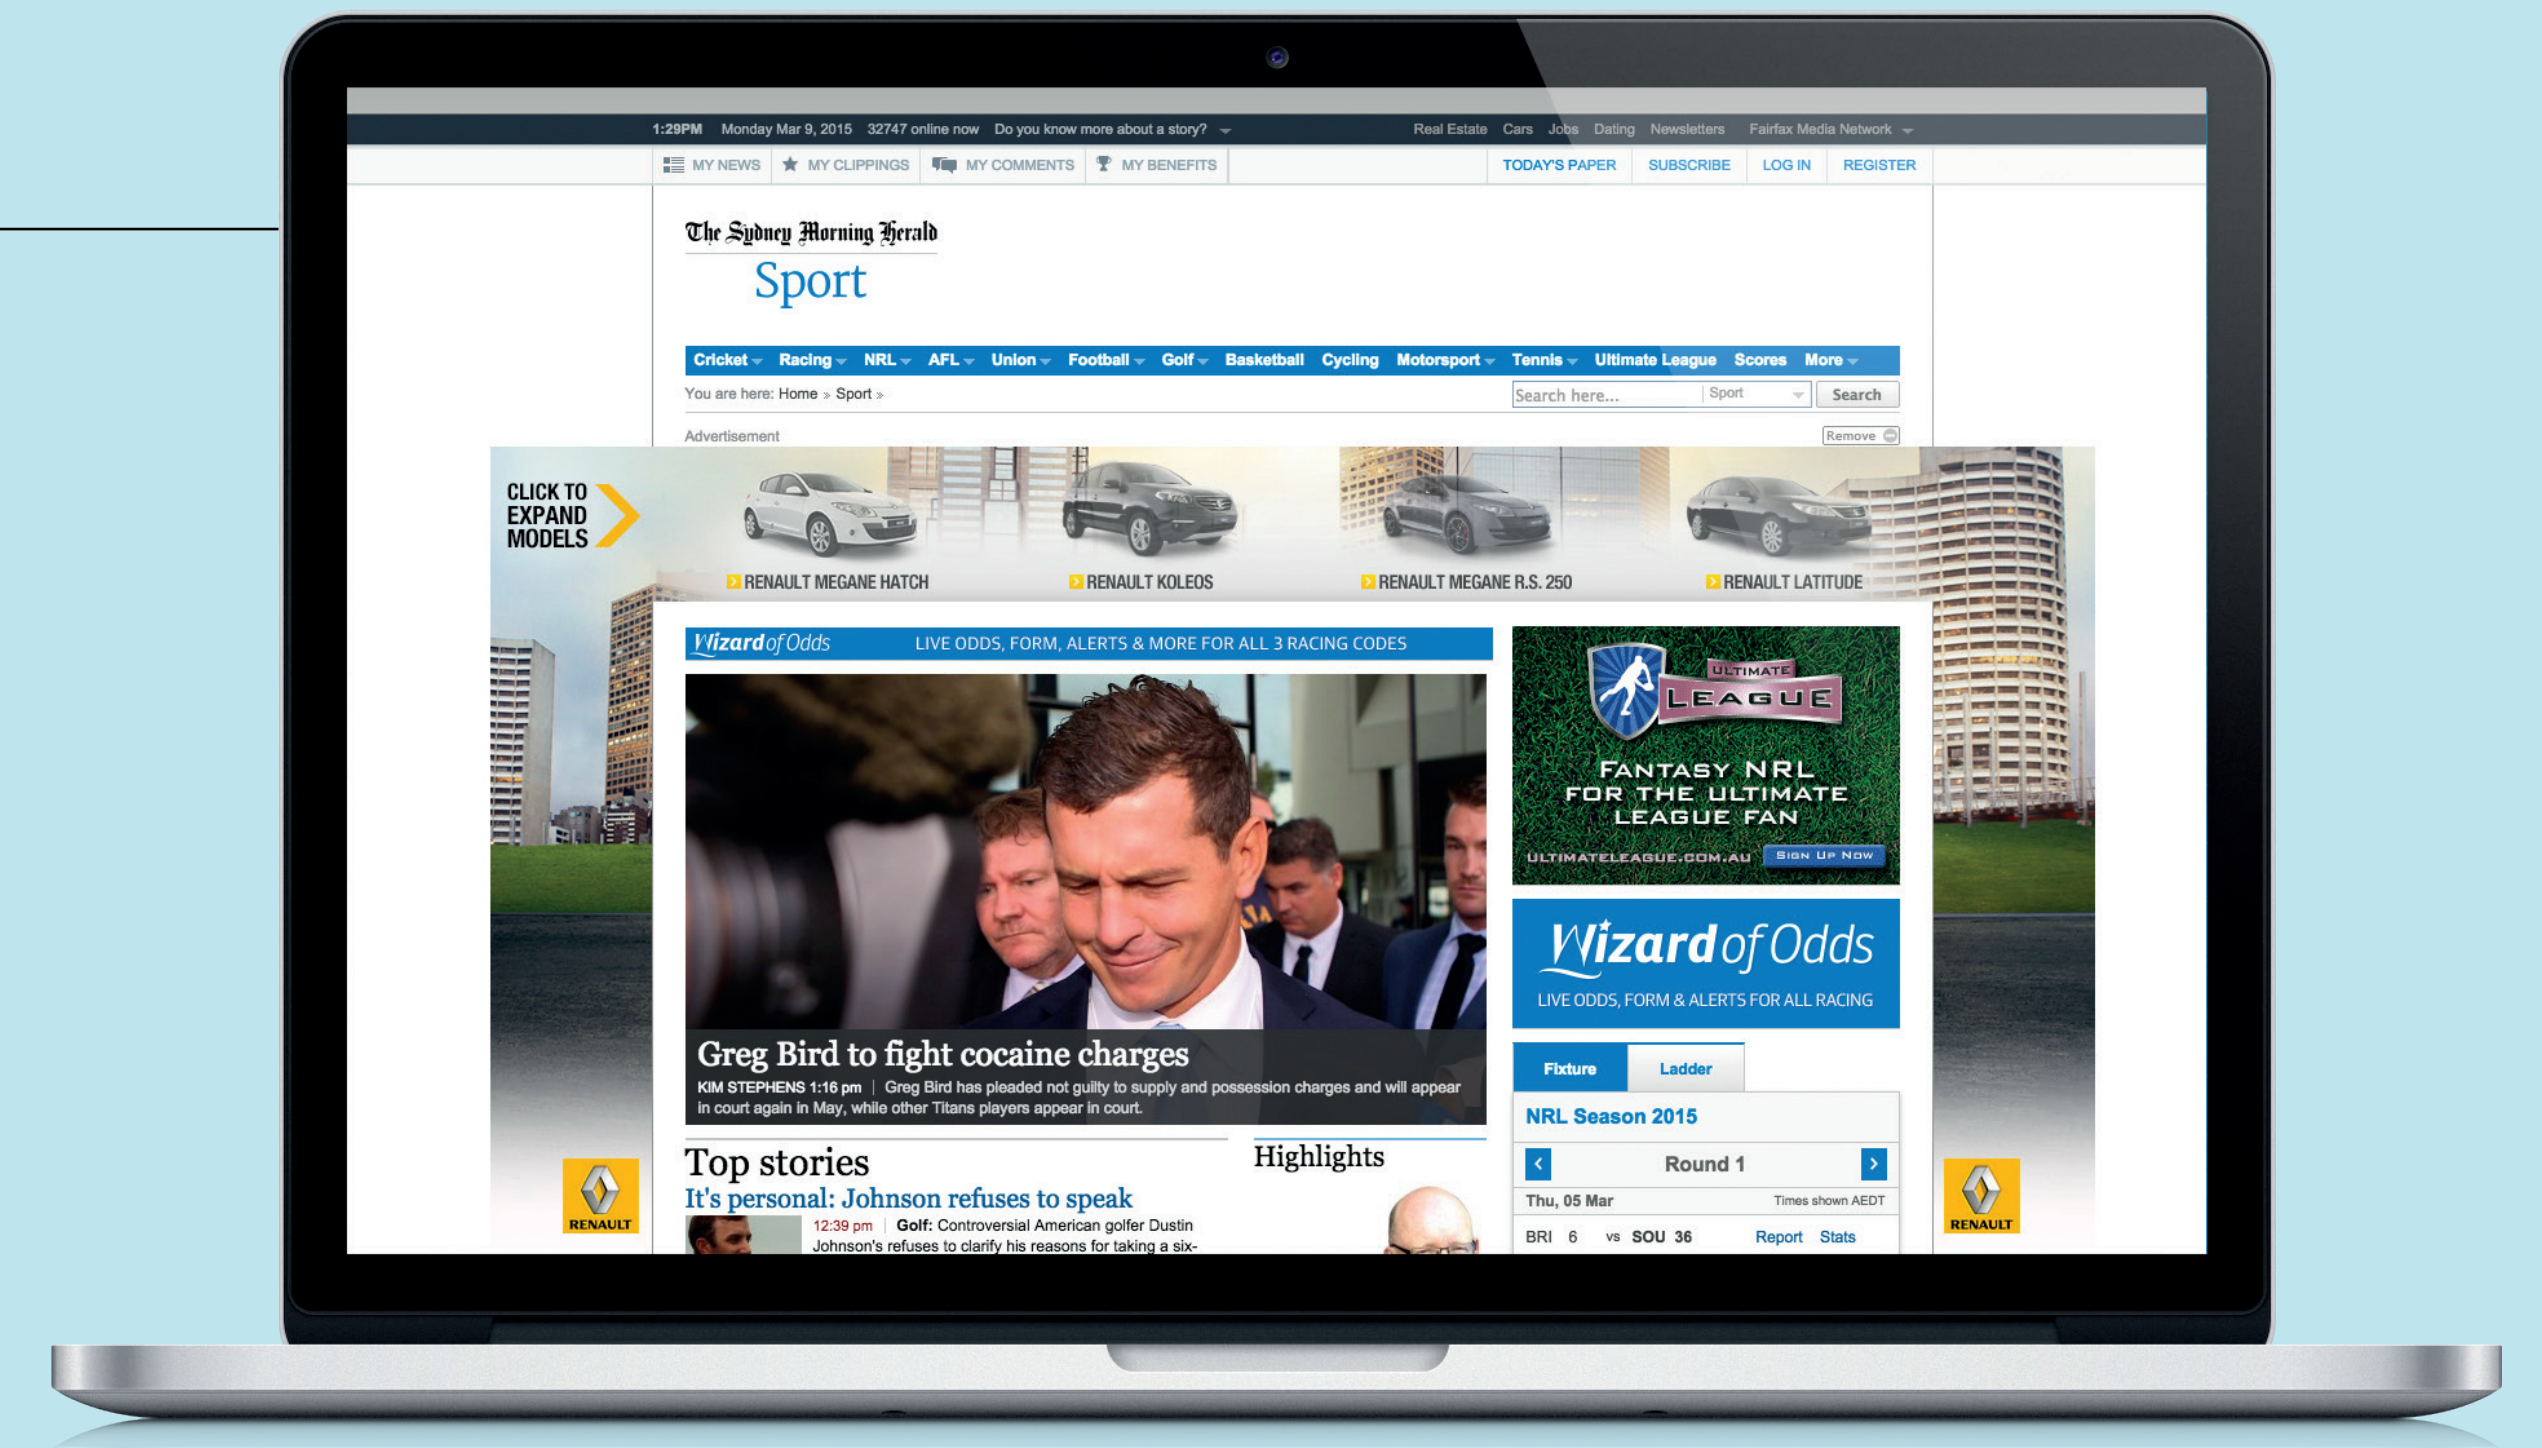 1:29PM Monday Mar 9, 2015 32747 online now Do you know more about a story? Real Estate Cars Jobs Dating Newsletters Fairfax Media Network
MY NEWS MY CLIPPINGS MY COMMENTS MY BENEFITS TODAY'S PAPER SUBSCRIBE LOG IN REGISTER
The Sydney Morning Herald
Sport
Cricket Racing NRL AFL Union Football Golf Basketball Cycling Motorsport Tennis Ultimate League Scores More
You are here: Home » Sport » Search here... Sport Search
Advertisement Remove
CLICK TO
EXPAND
MODELS
RENAULT MEGANE HATCH RENAULT KOLEOS RENAULT MEGANE R.S. 250 RENAULT LATITUDE
Wizard of Odds LIVE ODDS, FORM, ALERTS & MORE FOR ALL 3 RACING CODES
Greg Bird to fight cocaine charges
KIM STEPHENS 1:16 pm | Greg Bird has pleaded not guilty to supply and possession charges and will appear
in court again in May, while other Titans players appear in court.
Top stories
It's personal: Johnson refuses to speak
12:39 pm | Golf: Controversial American golfer Dustin
Johnson's refuses to clarify his reasons for taking a six-
Highlights
ULTIMATE
LEAGUE
FANTASY NRL
FOR THE ULTIMATE
LEAGUE FAN
ULTIMATELEAGUE.COM.AU SIGN UP NOW
Wizard of Odds
LIVE ODDS, FORM & ALERTS FOR ALL RACING
Fixture Ladder
NRL Season 2015
Round 1
Thu, 05 Mar Times shown AEDT
BRI 6 vs SOU 36 Report Stats
RENAULT
RENAULT